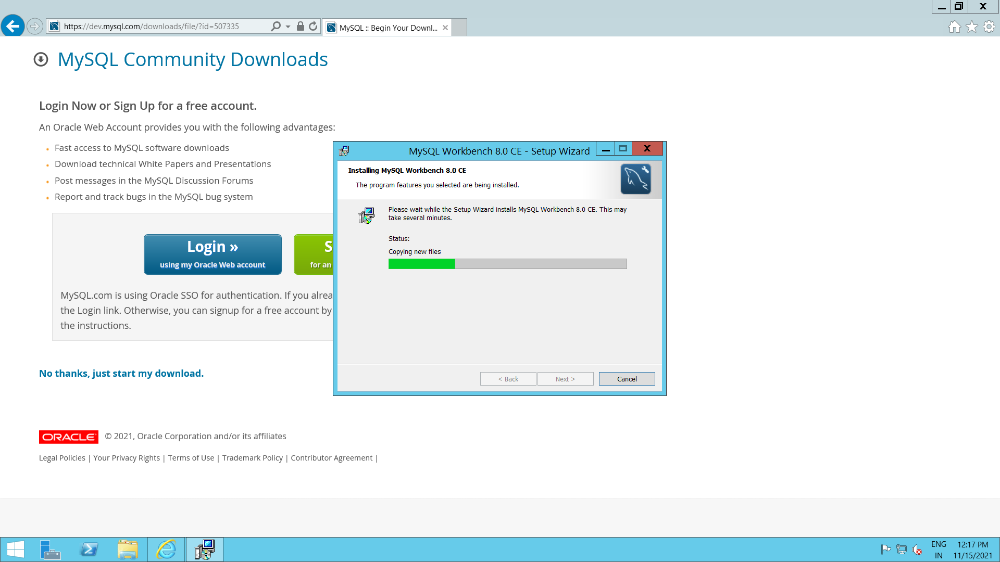 https://dev.mysql.com/downloads/file/?id=507335
MySQL :: Begin Your Downl...
MySQL Community Downloads
Login Now or Sign Up for a free account.
An Oracle Web Account provides you with the following advantages:
Fast access to MySQL software downloads
Download technical White Papers and Presentations
Post messages in the MySQL Discussion Forums
Report and track bugs in the MySQL bug system
Login »
using my Oracle Web account
S
for an
MySQL.com is using Oracle SSO for authentication. If you alrea
the Login link. Otherwise, you can signup for a free account by
the instructions.
No thanks, just start my download.
MySQL Workbench 8.0 CE - Setup Wizard
Installing MySQL Workbench 8.0 CE
The program features you selected are being installed.
Please wait while the Setup Wizard installs MySQL Workbench 8.0 CE. This may
take several minutes.
Status:
Copying new files
< Back
Next >
Cancel
ORACLE
© 2021, Oracle Corporation and/or its affiliates
Legal Policies | Your Privacy Rights | Terms of Use | Trademark Policy | Contributor Agreement |
ENG
IN
12:17 PM
11/15/2021